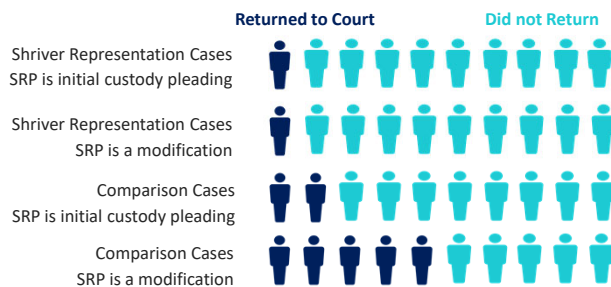 Returned to Court Did not Return
Shriver Representation Cases
SRP is initial custody pleading
Shriver Representation Cases
SRP is a modification
Comparison Cases
SRP is initial custody pleading
Comparison Cases
SRP is a modification